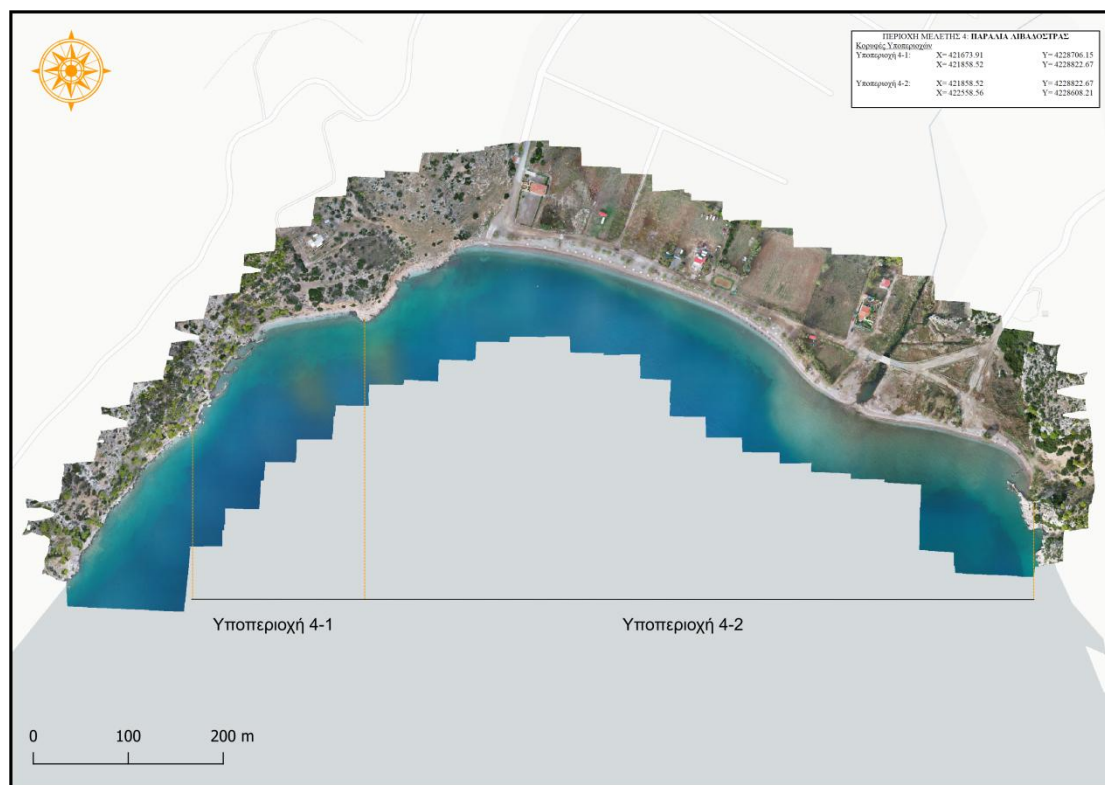 ΠΕΡΙΟΧΗ ΜΕΛΕΤΗΣ 4: ΠΑΡΑΛΙΑ ΛΙΒΑΔΟΣΤΡΑΣ
Κορυφές Υποπεριοχών
Υποπεριοχή 4-1: X= 421673.91 Y= 4228706.15
X= 421858.52 Y= 4228822.67
Υποπεριοχή 4-2: X= 421858.52 Y= 4228822.67
X= 422558.56 Y= 4228608.21
Υποπεριοχή 4-1 Υποπεριοχή 4-2
0 100 200 m